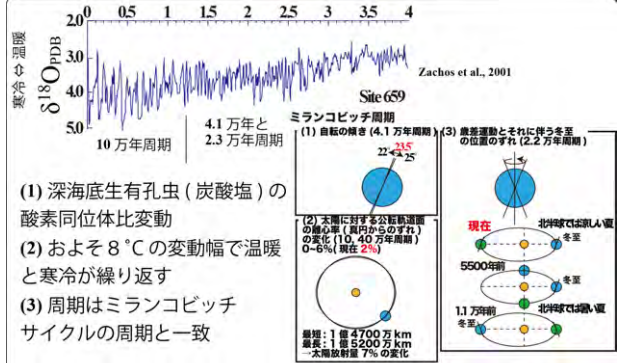 0 0.5 1 1.5 2 2.5 3 3.5 4
2.0
3.0
4.0
5.0
寒冷 ⇔ 温暖
δ18OPDB
Zachos et al., 2001
Site 659
10 万年周期
4.1 万年と
2.3 万年周期
(1) 深海底生有孔虫 ( 炭酸塩 ) の
酸素同位体比変動
(2) およそ 8 ℃の変動幅で温暖
と寒冷が繰り返す
(3) 周期はミランコビッチ
サイクルの周期と一致
ミランコビッチ周期
(1) 自転の傾き (4.1 万年周期)
22˚
23.5˚
25˚
(2) 太陽に対する公転軌道面
の離心率 ( 真円からのずれ )
の変化 (10, 40 万年周期)
0~6%( 現在 2%)
最短 : 1 億 4700 万 km
最長 : 1 億 5200 万 km
→太陽放射量 7% の変化
(3) 歳差運動とそれに伴う冬至
の位置のずれ (2.2 万年周期)
現在
北半球では涼しい夏
冬至
5500年前
冬至
1.1 万年前
北半球では暑い夏
冬至